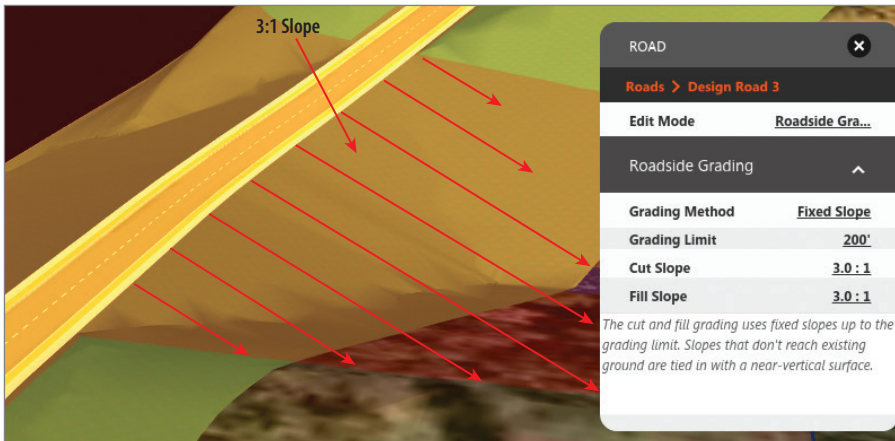 3:1 Slope
ROAD
Roads > Design Road 3
Edit Mode Roadside Gra...
Roadside Grading
Grading Method Fixed Slope
Grading Limit 200'
Cut Slope 3.0 : 1
Fill Slope 3.0 : 1
The cut and fill grading uses fixed slopes up to the
grading limit. Slopes that don't reach existing
ground are tied in with a near-vertical surface.